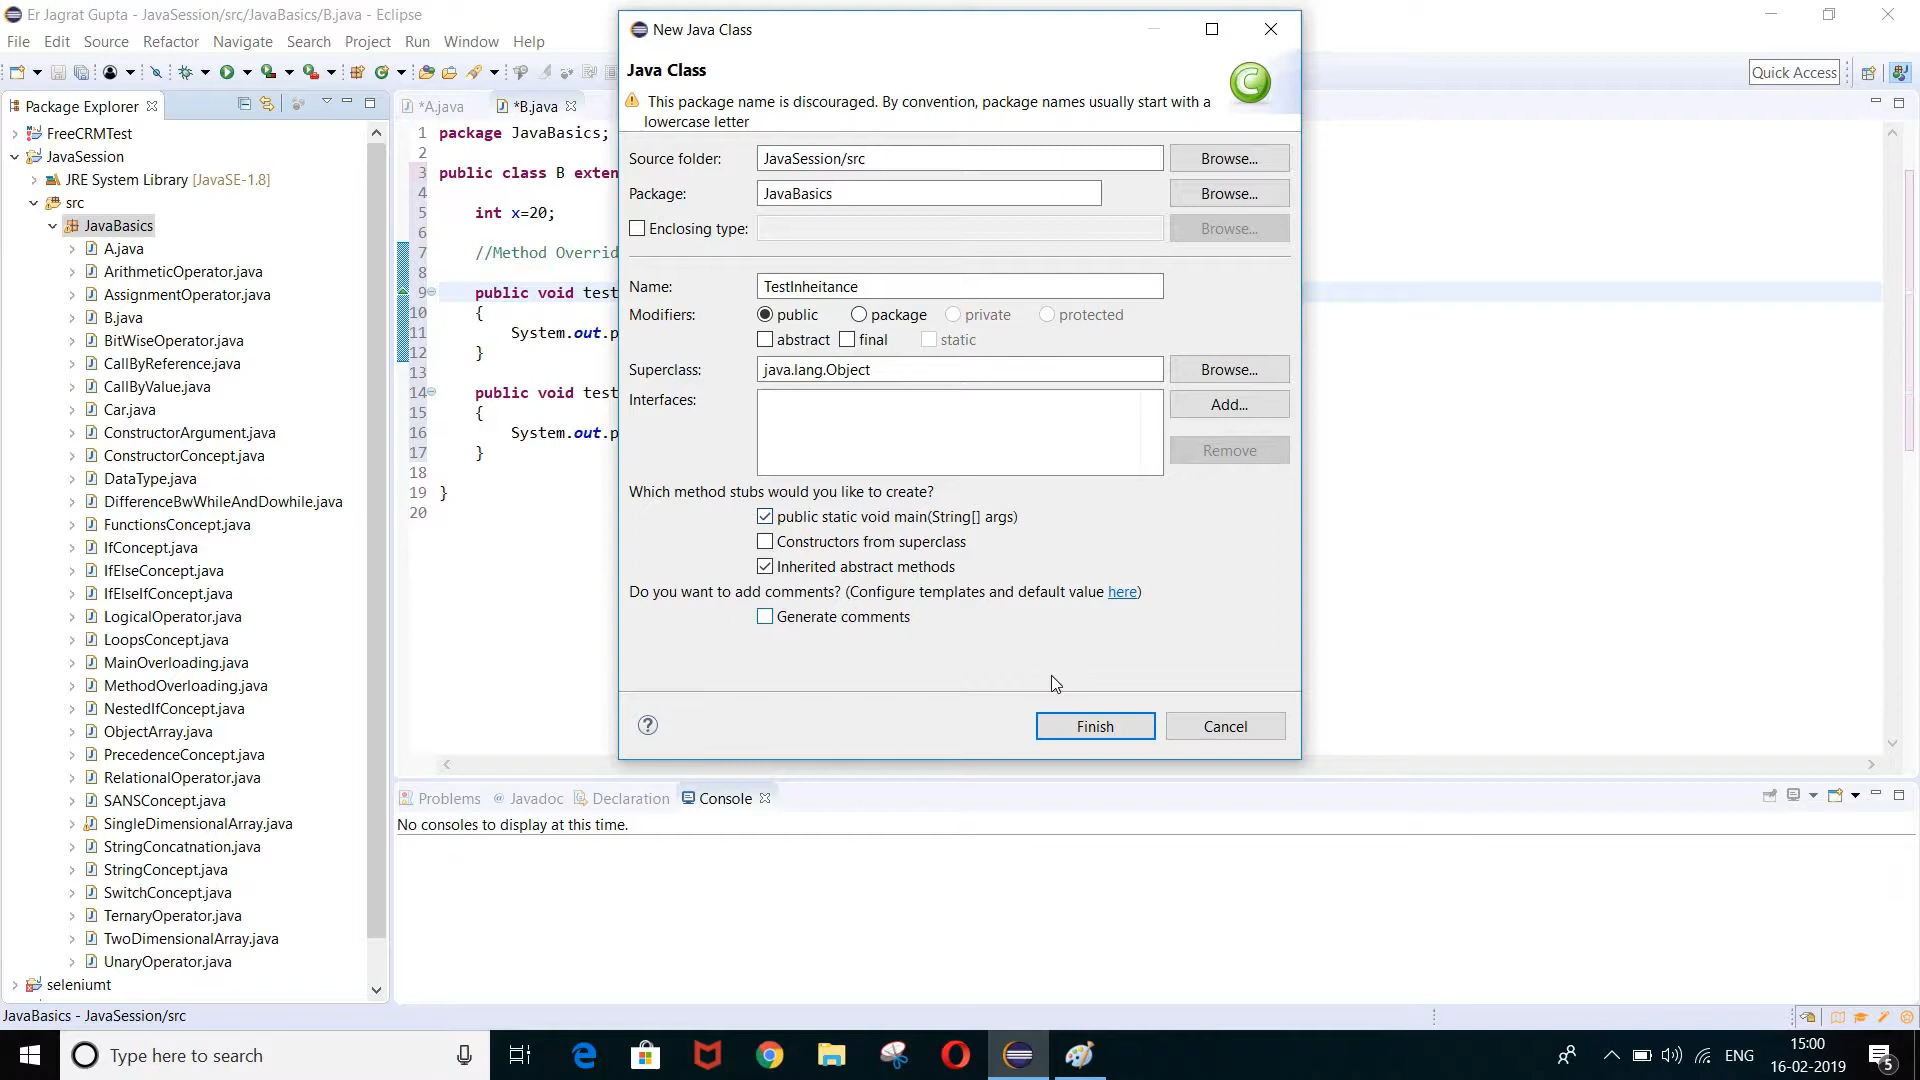 Er Jagrat Gupta - JavaSession/src/JavaBasics/B.java - Eclipse
File Edit Source Refactor Navigate Search Project Run Window Help
Quick Access
Package Explorer
FreeCRMTest
JavaSession
JRE System Library [JavaSE-1.8]
src
JavaBasics
A.java
ArithmeticOperator.java
AssignmentOperator.java
B.java
BitWiseOperator.java
CallByReference.java
CallByValue.java
Car.java
ConstructorArgument.java
ConstructorConcept.java
DataType.java
DifferenceBwWhileAndDowhile.java
FunctionsConcept.java
IfConcept.java
IfElseConcept.java
IfElseIfConcept.java
LogicalOperator.java
LoopsConcept.java
MainOverloading.java
MethodOverloading.java
NestedIfConcept.java
ObjectArray.java
PrecedenceConcept.java
RelationalOperator.java
SANSConcept.java
SingleDimensionalArray.java
StringConcatnation.java
StringConcept.java
SwitchConcept.java
TernaryOperator.java
TwoDimensionalArray.java
UnaryOperator.java
seleniumt
*A.java *B.java
1 package JavaBasics;
2
3 public class B exten
4
5 int x=20;
6
7 //Method Overrid
8
9 public void test
10 {
11 System.out.p
12 }
13
14 public void test
15 {
16 System.out.p
17 }
18
19 }
20
New Java Class
Java Class
This package name is discouraged. By convention, package names usually start with a
lowercase letter
Source folder: JavaSession/src Browse...
Package: JavaBasics Browse...
Enclosing type: Browse...
Name: TestInheitance
Modifiers: public package private protected
abstract final static
Superclass: java.lang.Object Browse...
Interfaces: Add...
Remove
Which method stubs would you like to create?
public static void main(String[] args)
Constructors from superclass
Inherited abstract methods
Do you want to add comments? (Configure templates and default value here)
Generate comments
Finish Cancel
Problems Javadoc Declaration Console
No consoles to display at this time.
JavaBasics - JavaSession/src
Type here to search
ENG
15:00
16-02-2019
5